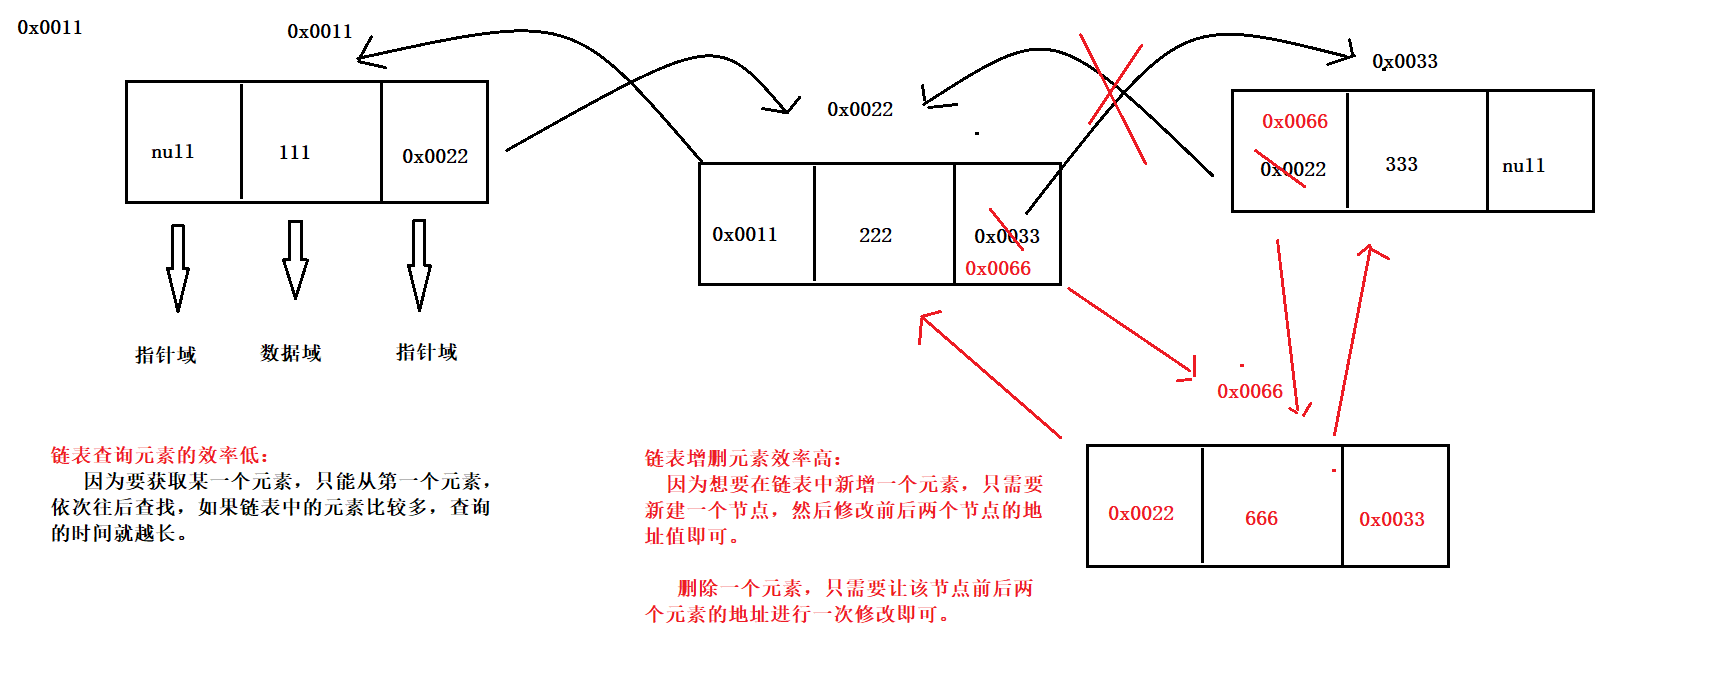 0x0011
0x0011
0x0022
0x0033
null
111
0x0022
0x0011
222
0x0033
0x0066
0x0066
0x0022
333
null
指针域
数据域
指针域
0x0066
0x0022
666
0x0033
链表查询元素的效率低：
因为要获取某一个元素，只能从第一个元素，
依次往后查找，如果链表中的元素比较多，查询
的时间就越长。
链表增删元素效率高：
因为想要在链表中新增一个元素，只需要
新建一个节点，然后修改前后两个节点的地
址值即可。
删除一个元素，只需要让该节点前后两
个元素的地址进行一次修改即可。